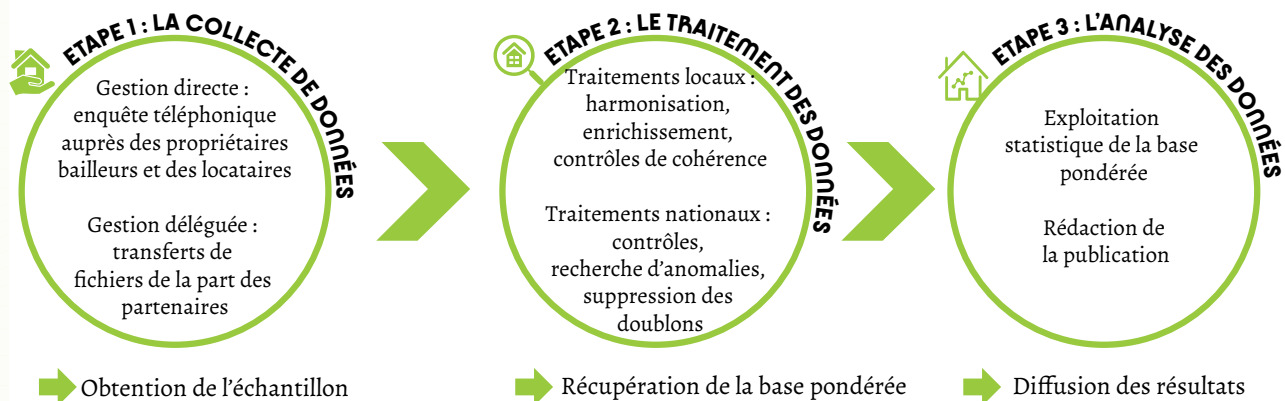 ETAPE 1 : LA COLLECTE DE DONNÉES
Gestion directe :
enquête téléphonique
auprès des propriétaires
bailleurs et des locataires
Gestion déléguée :
transferts de
fichiers de la part des
partenaires
Obtention de l’échantillon
ETAPE 2 : LE TRAITEMENT DES DONNÉES
Traitements locaux :
harmonisation,
enrichissement,
contrôles de cohérence
Traitements nationaux :
contrôles,
recherche d’anomalies,
suppression des
doublons
Récupération de la base pondérée
ETAPE 3 : L’ANALYSE DES DONNÉES
Exploitation
statistique de la base
pondérée
Rédaction de
la publication
Diffusion des résultats